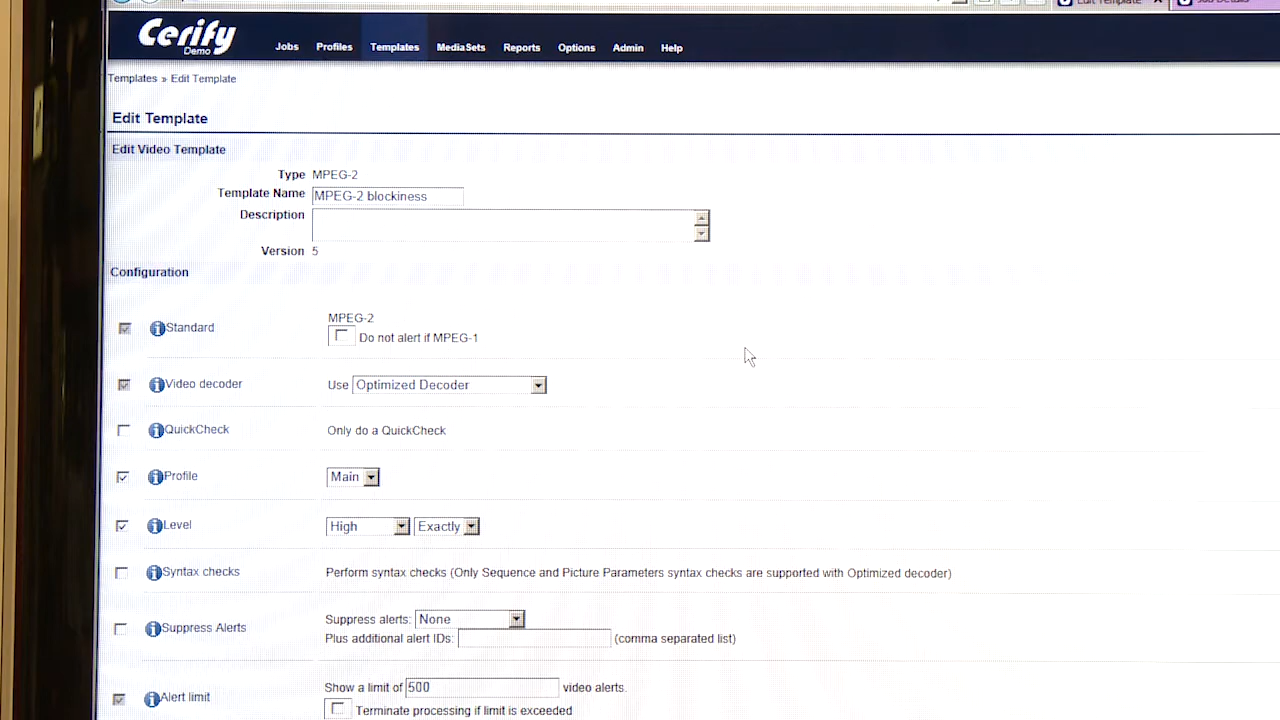 Edit Template
Job Details
Cerify
Demo
Jobs Profiles Templates MediaSets Reports Options Admin Help
Templates » Edit Template
Edit Template
Edit Video Template
Type MPEG-2
Template Name MPEG-2 blockiness
Description
Version 5
Configuration
Standard MPEG-2
Do not alert if MPEG-1
Video decoder Use Optimized Decoder
QuickCheck Only do a QuickCheck
Profile Main
Level High Exactly
Syntax checks Perform syntax checks (Only Sequence and Picture Parameters syntax checks are supported with Optimized decoder)
Suppress Alerts Suppress alerts: None
Plus additional alert IDs: (comma separated list)
Alert limit Show a limit of 500 video alerts.
Terminate processing if limit is exceeded